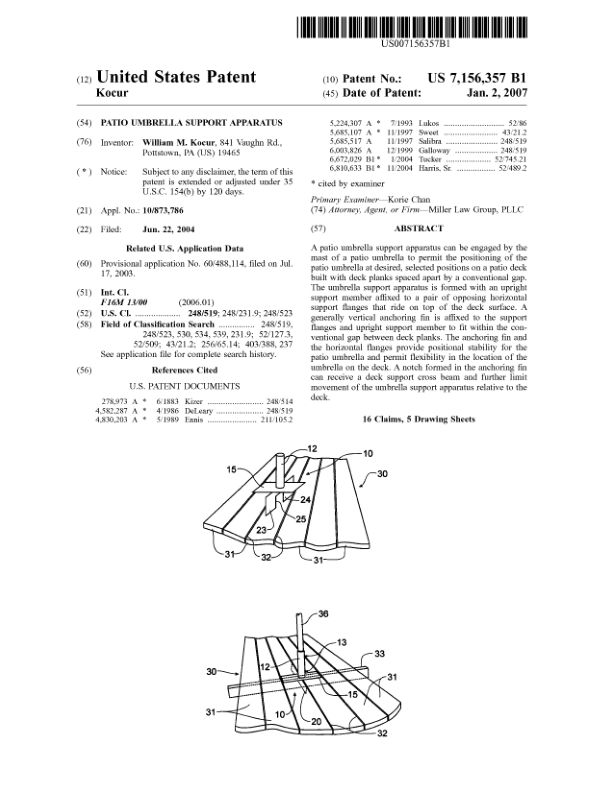 US007156357B1
(12) United States Patent
Kocur
(10) Patent No.: US 7,156,357 B1
(45) Date of Patent: Jan. 2, 2007
(54) PATIO UMBRELLA SUPPORT APPARATUS
(76) Inventor: William M. Kocur, 841 Vaughn Rd.,
Pottstown, PA (US) 19465
( * ) Notice: Subject to any disclaimer, the term of this
patent is extended or adjusted under 35
U.S.C. 154(b) by 120 days.
(21) Appl. No.: 10/873,786
(22) Filed: Jun. 22, 2004
Related U.S. Application Data
(60) Provisional application No. 60/488,114, filed on Jul.
17, 2003.
(51) Int. Cl.
F16M 13/00 (2006.01)
(52) U.S. Cl. .................... 248/519; 248/231.9; 248/523
(58) Field of Classification Search ................ 248/519,
248/523, 530, 534, 539, 231.9; 52/127.3,
52/509; 43/21.2; 256/65.14; 403/388, 237
See application file for complete search history.
(56) References Cited
U.S. PATENT DOCUMENTS
278,973 A * 6/1883 Kizer ......................... 248/514
4,582,287 A * 4/1986 DeLeary ..................... 248/519
4,830,203 A * 5/1989 Ennis ....................... 211/105.2
5,224,307 A * 7/1993 Lukos ........................... 52/86
5,685,107 A * 11/1997 Sweet ........................ 43/21.2
5,685,517 A 11/1997 Salibra ...................... 248/519
6,003,826 A 12/1999 Galloway .................... 248/519
6,672,029 B1 * 1/2004 Tucker .................... 52/745.21
6,810,633 B1 * 11/2004 Harris, Sr. ................. 52/489.2
* cited by examiner
Primary Examiner—Korie Chan
(74) Attorney, Agent, or Firm—Miller Law Group, PLLC
(57) ABSTRACT
A patio umbrella support apparatus can be engaged by the
mast of a patio umbrella to permit the positioning of the
patio umbrella at desired, selected positions on a patio deck
built with deck planks spaced apart by a conventional gap.
The umbrella support apparatus is formed with an upright
support member affixed to a pair of opposing horizontal
support flanges that ride on top of the deck surface. A
generally vertical anchoring fin is affixed to the support
flanges and upright support member to fit within the con-
ventional gap between deck planks. The anchoring fin and
the horizontal flanges provide positional stability for the
patio umbrella and permit flexibility in the location of the
umbrella on the deck. A notch formed in the anchoring fin
can receive a deck support cross beam and further limit
movement of the umbrella support apparatus relative to the
deck.
16 Claims, 5 Drawing Sheets
12
10
15
30
24
25
23
31
32
31
36
13
33
12
30
31
15
31
10
20
32